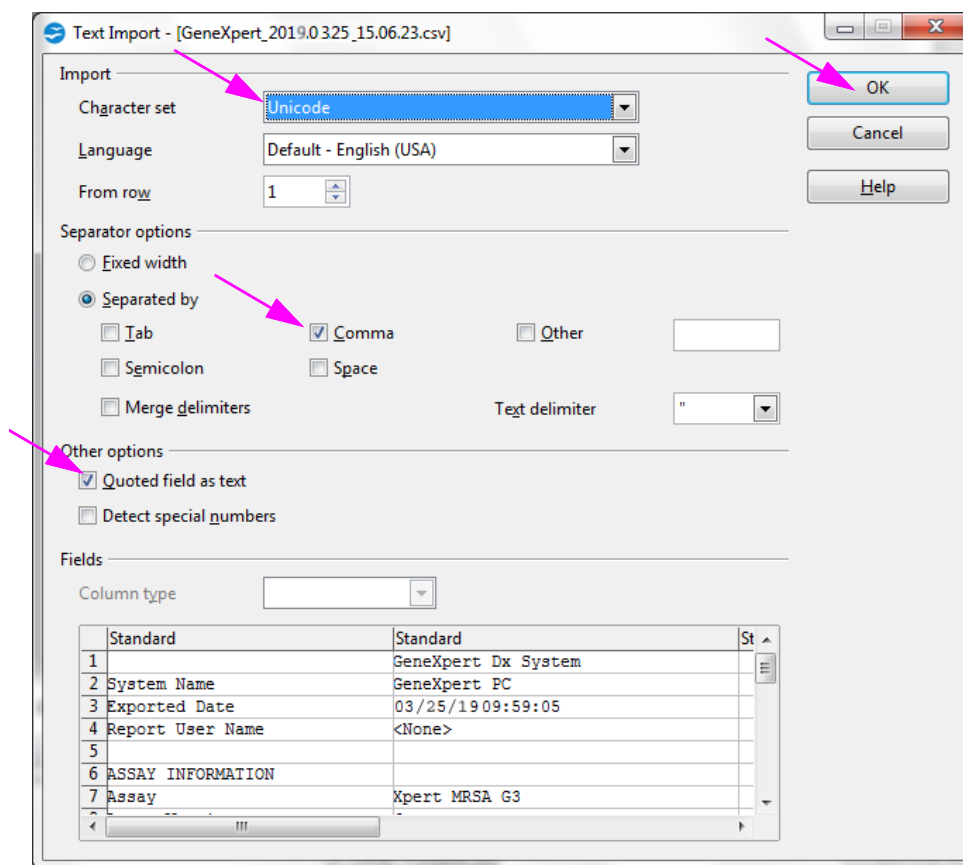 Text Import - [GeneXpert_2019.0325_15.06.23.csv]
Import
OK
Character set Unicode
Cancel
Language Default - English (USA)
From row 1
Help
Separator options
Fixed width
Separated by
Tab Comma Other
Semicolon Space
Merge delimiters Text delimiter "
Other options
Quoted field as text
Detect special numbers
Fields
Column type
Standard Standard St
1 GeneXpert Dx System
2 System Name GeneXpert PC
3 Exported Date 03/25/19 09:59:05
4 Report User Name <None>
5
6 ASSAY INFORMATION
7 Assay Xpert MRSA G3